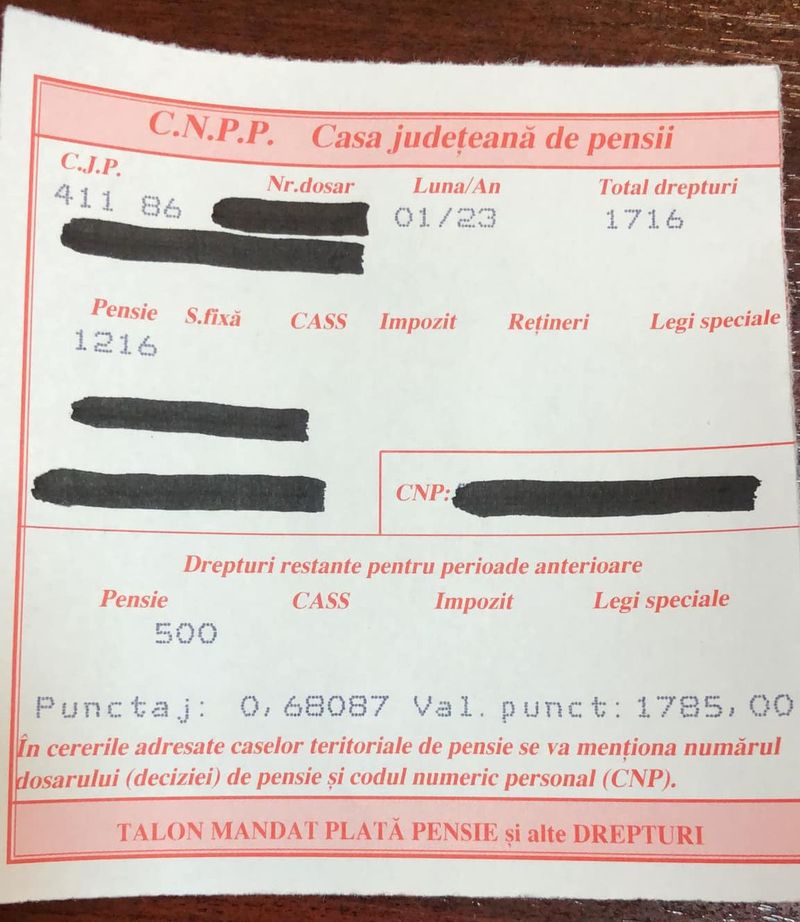 C.N.P.P. Casa județeană de pensii
C.J.P. Nr.dosar Luna/An Total drepturi
411 86 01/23 1716
Pensie S.fixă CASS Impozit Rețineri Legi speciale
1216
CNP:
Drepturi restante pentru perioade anterioare
Pensie CASS Impozit Legi speciale
500
Punctaj: 0,68087 Val. punct: 1785,00
În cererile adresate caselor teritoriale de pensie se va menționa numărul
dosarului (deciziei) de pensie și codul numeric personal (CNP).
TALON MANDAT PLATĂ PENSIE și alte DREPTURI